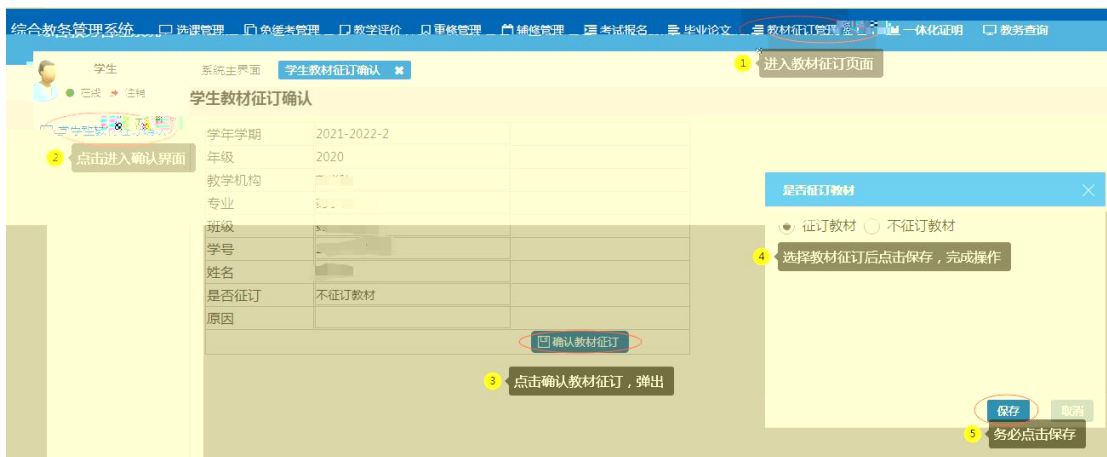 综合教务管理系统 选课管理 免缓考管理 教学评价 重修管理 辅修管理 考试报名 毕业论文 教材征订管理 一体化证明 教务查询
1 进入教材征订页面
学生
在线 注销
系统主界面 学生教材征订确认 ✖
学生教材征订确认
2 点击进入确认界面
学年学期 2021-2022-2
年级 2020
教学机构
专业
班级
学号
姓名
是否征订 不征订教材
原因
确认教材征订
3 点击确认教材征订，弹出
是否征订教材
征订教材 不征订教材
4 选择教材征订后点击保存，完成操作
保存 取消
5 务必点击保存